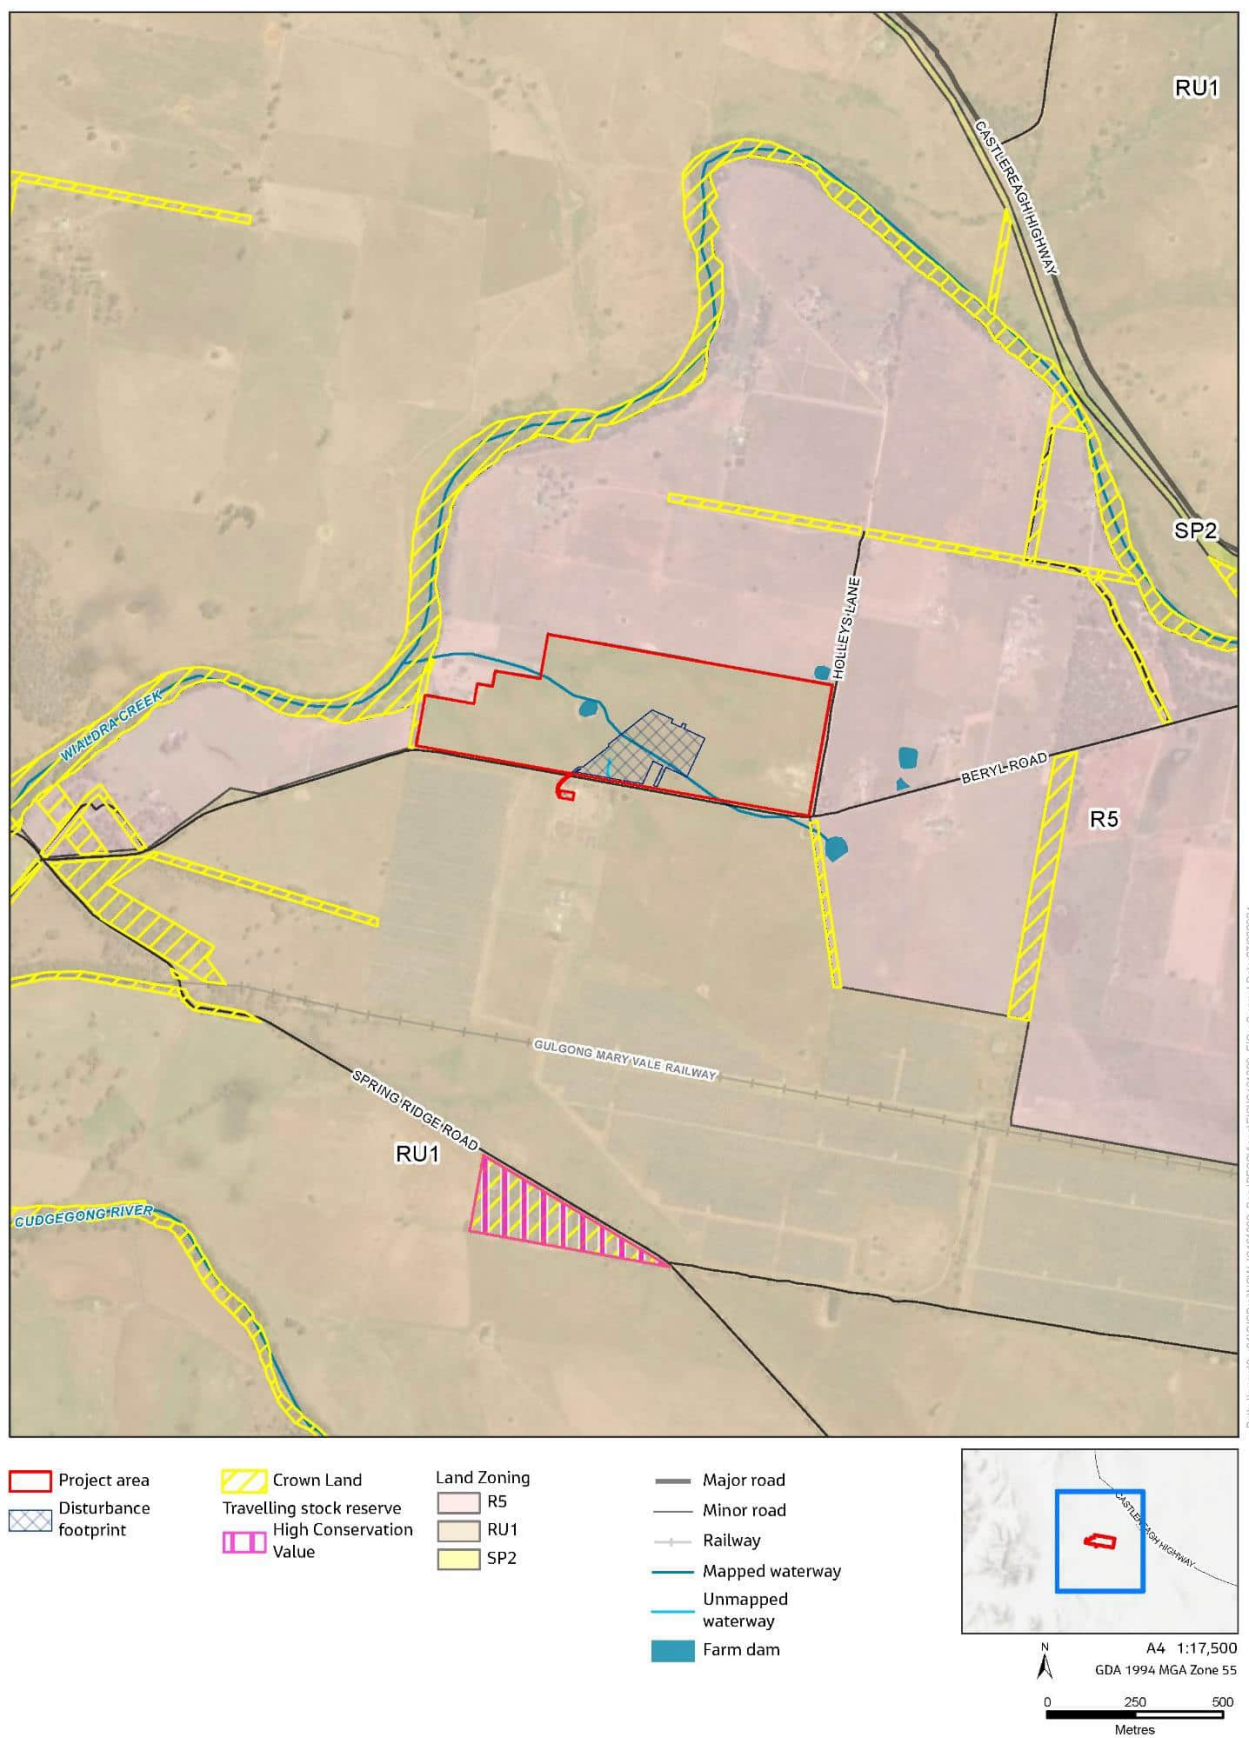 RU1
CASTLEREAGH HIGHWAY
SP2
HOLLEYS LANE
WIALDRA CREEK
BERYL ROAD
R5
GULGONG MARYVALE RAILWAY
SPRING RIDGE ROAD
RU1
CUDGEGONG RIVER
Project area
Disturbance
footprint
Crown Land
Travelling stock reserve
High Conservation
Value
Land Zoning
R5
RU1
SP2
Major road
Minor road
Railway
Mapped waterway
Unmapped
waterway
Farm dam
CASTLEREAGH HIGHWAY
N
A4 1:17,500
GDA 1994 MGA Zone 55
0 250 500
Metres